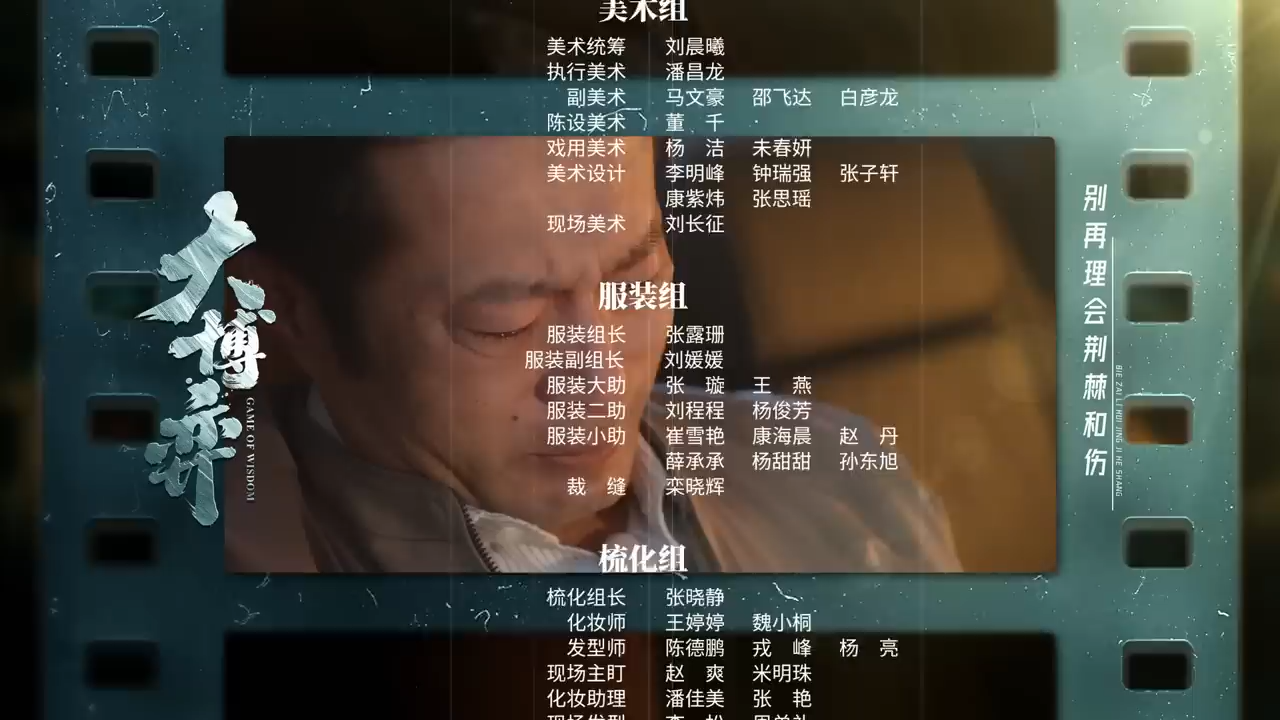 美术组
美术统筹 刘晨曦
执行美术 潘昌龙
副美术 马文豪 邵飞达 白彦龙
陈设美术 董 千
戏用美术 杨 洁 未春妍
美术设计 李明峰 钟瑞强 张子轩
康紫炜 张思瑶
现场美术 刘长征
服装组
服装组长 张露珊
服装副组长 刘媛媛
服装大助 张 璇 王 燕
服装二助 刘程程 杨俊芳
服装小助 崔雪艳 康海晨 赵 丹
薛承承 杨甜甜 孙东旭
裁 缝 栾晓辉
梳化组
梳化组长 张晓静
化妆师 王婷婷 魏小桐
发型师 陈德鹏 戎 峰 杨 亮
现场主盯 赵 爽 米明珠
化妆助理 潘佳美 张 艳
大博弈
GAME OF WISDOM
别再理会荆棘和伤
BIE ZAI LI HUI JING JI HE SHANG